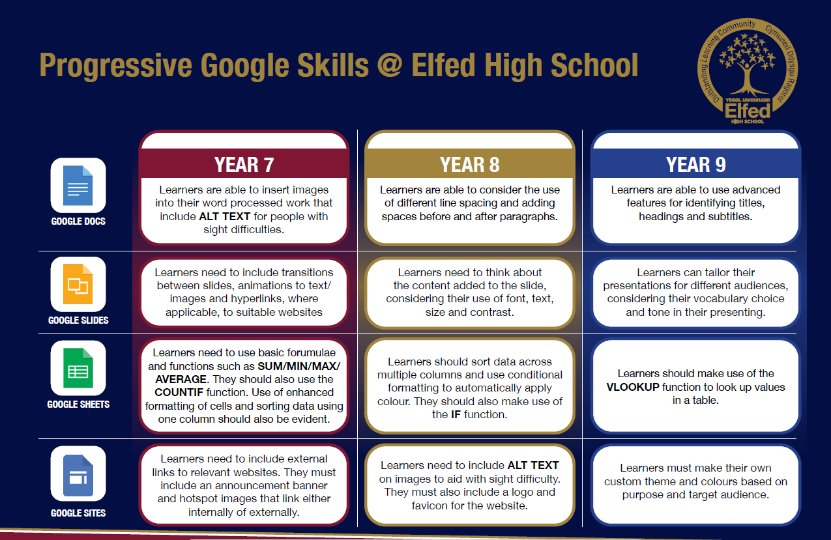 Progressive Google Skills @ Elfed High School
Outstanding Learning Community
Cymuned Ddysgu Ragorol
YSGOL UWCHRADD
Elfed
HIGH SCHOOL
YEAR 7
YEAR 8
YEAR 9
GOOGLE DOCS
Learners are able to insert images
into their word processed work that
include ALT TEXT for people with
sight difficulties.
Learners are able to consider the use
of different line spacing and adding
spaces before and after paragraphs.
Learners are able to use advanced
features for identifying titles,
headings and subtitles.
GOOGLE SLIDES
Learners need to include transitions
between slides, animations to text/
images and hyperlinks, where
applicable, to suitable websites
Learners need to think about
the content added to the slide,
considering their use of font, text,
size and contrast.
Learners can tailor their
presentations for different audiences,
considering their vocabulary choice
and tone in their presenting.
GOOGLE SHEETS
Learners need to use basic forumulae
and functions such as SUM/MIN/MAX/
AVERAGE. They should also use the
COUNTIF function. Use of enhanced
formatting of cells and sorting data using
one column should also be evident.
Learners should sort data across
multiple columns and use conditional
formatting to automatically apply
colour. They should also make use of
the IF function.
Learners should make use of the
VLOOKUP function to look up values
in a table.
GOOGLE SITES
Learners need to include external
links to relevant websites. They must
include an announcement banner
and hotspot images that link either
internally of externally.
Learners need to include ALT TEXT
on images to aid with sight difficulty.
They must also include a logo and
favicon for the website.
Learners must make their own
custom theme and colours based on
purpose and target audience.